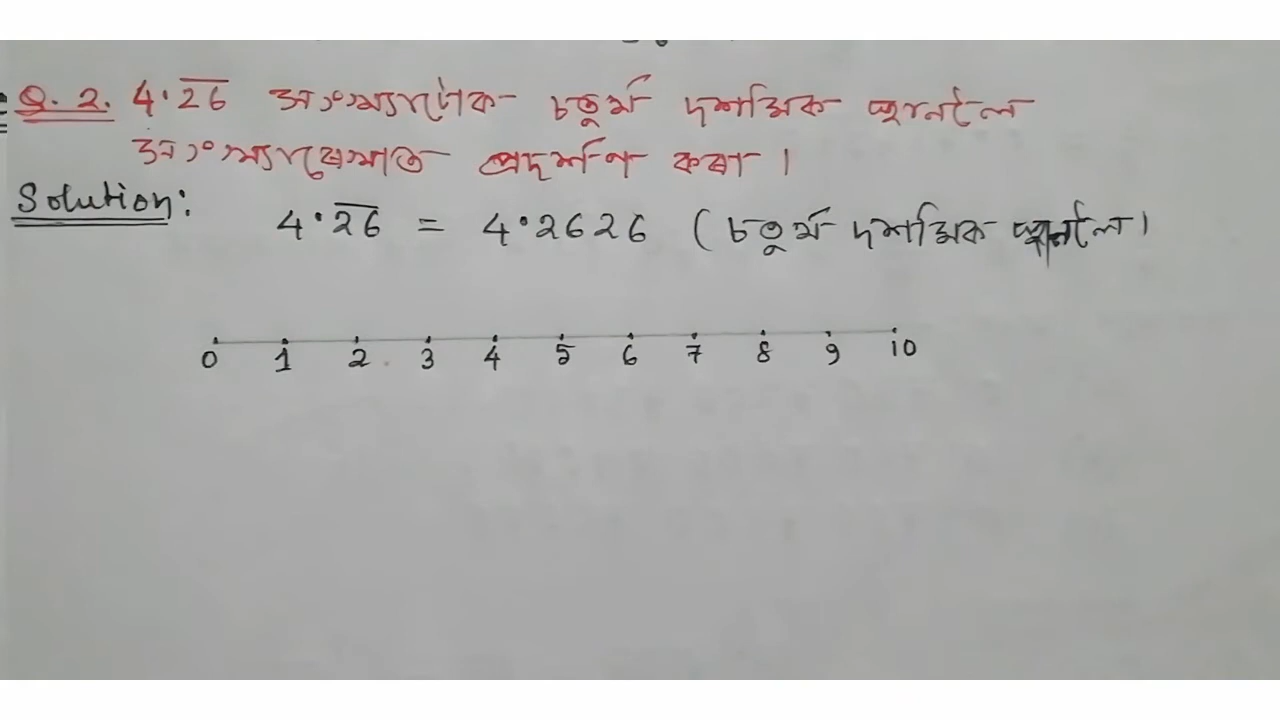 Q. 2. 4.2̅6̅ সংখ্যাটোক চতুৰ্থ দশমিক স্থানলৈ
সংখ্যাৰেখাত প্ৰদৰ্শণ কৰা।
Solution: 4.2̅6̅ = 4.2626 (চতুৰ্থ দশমিক স্থানলৈ।
0 1 2 3 4 5 6 7 8 9 10